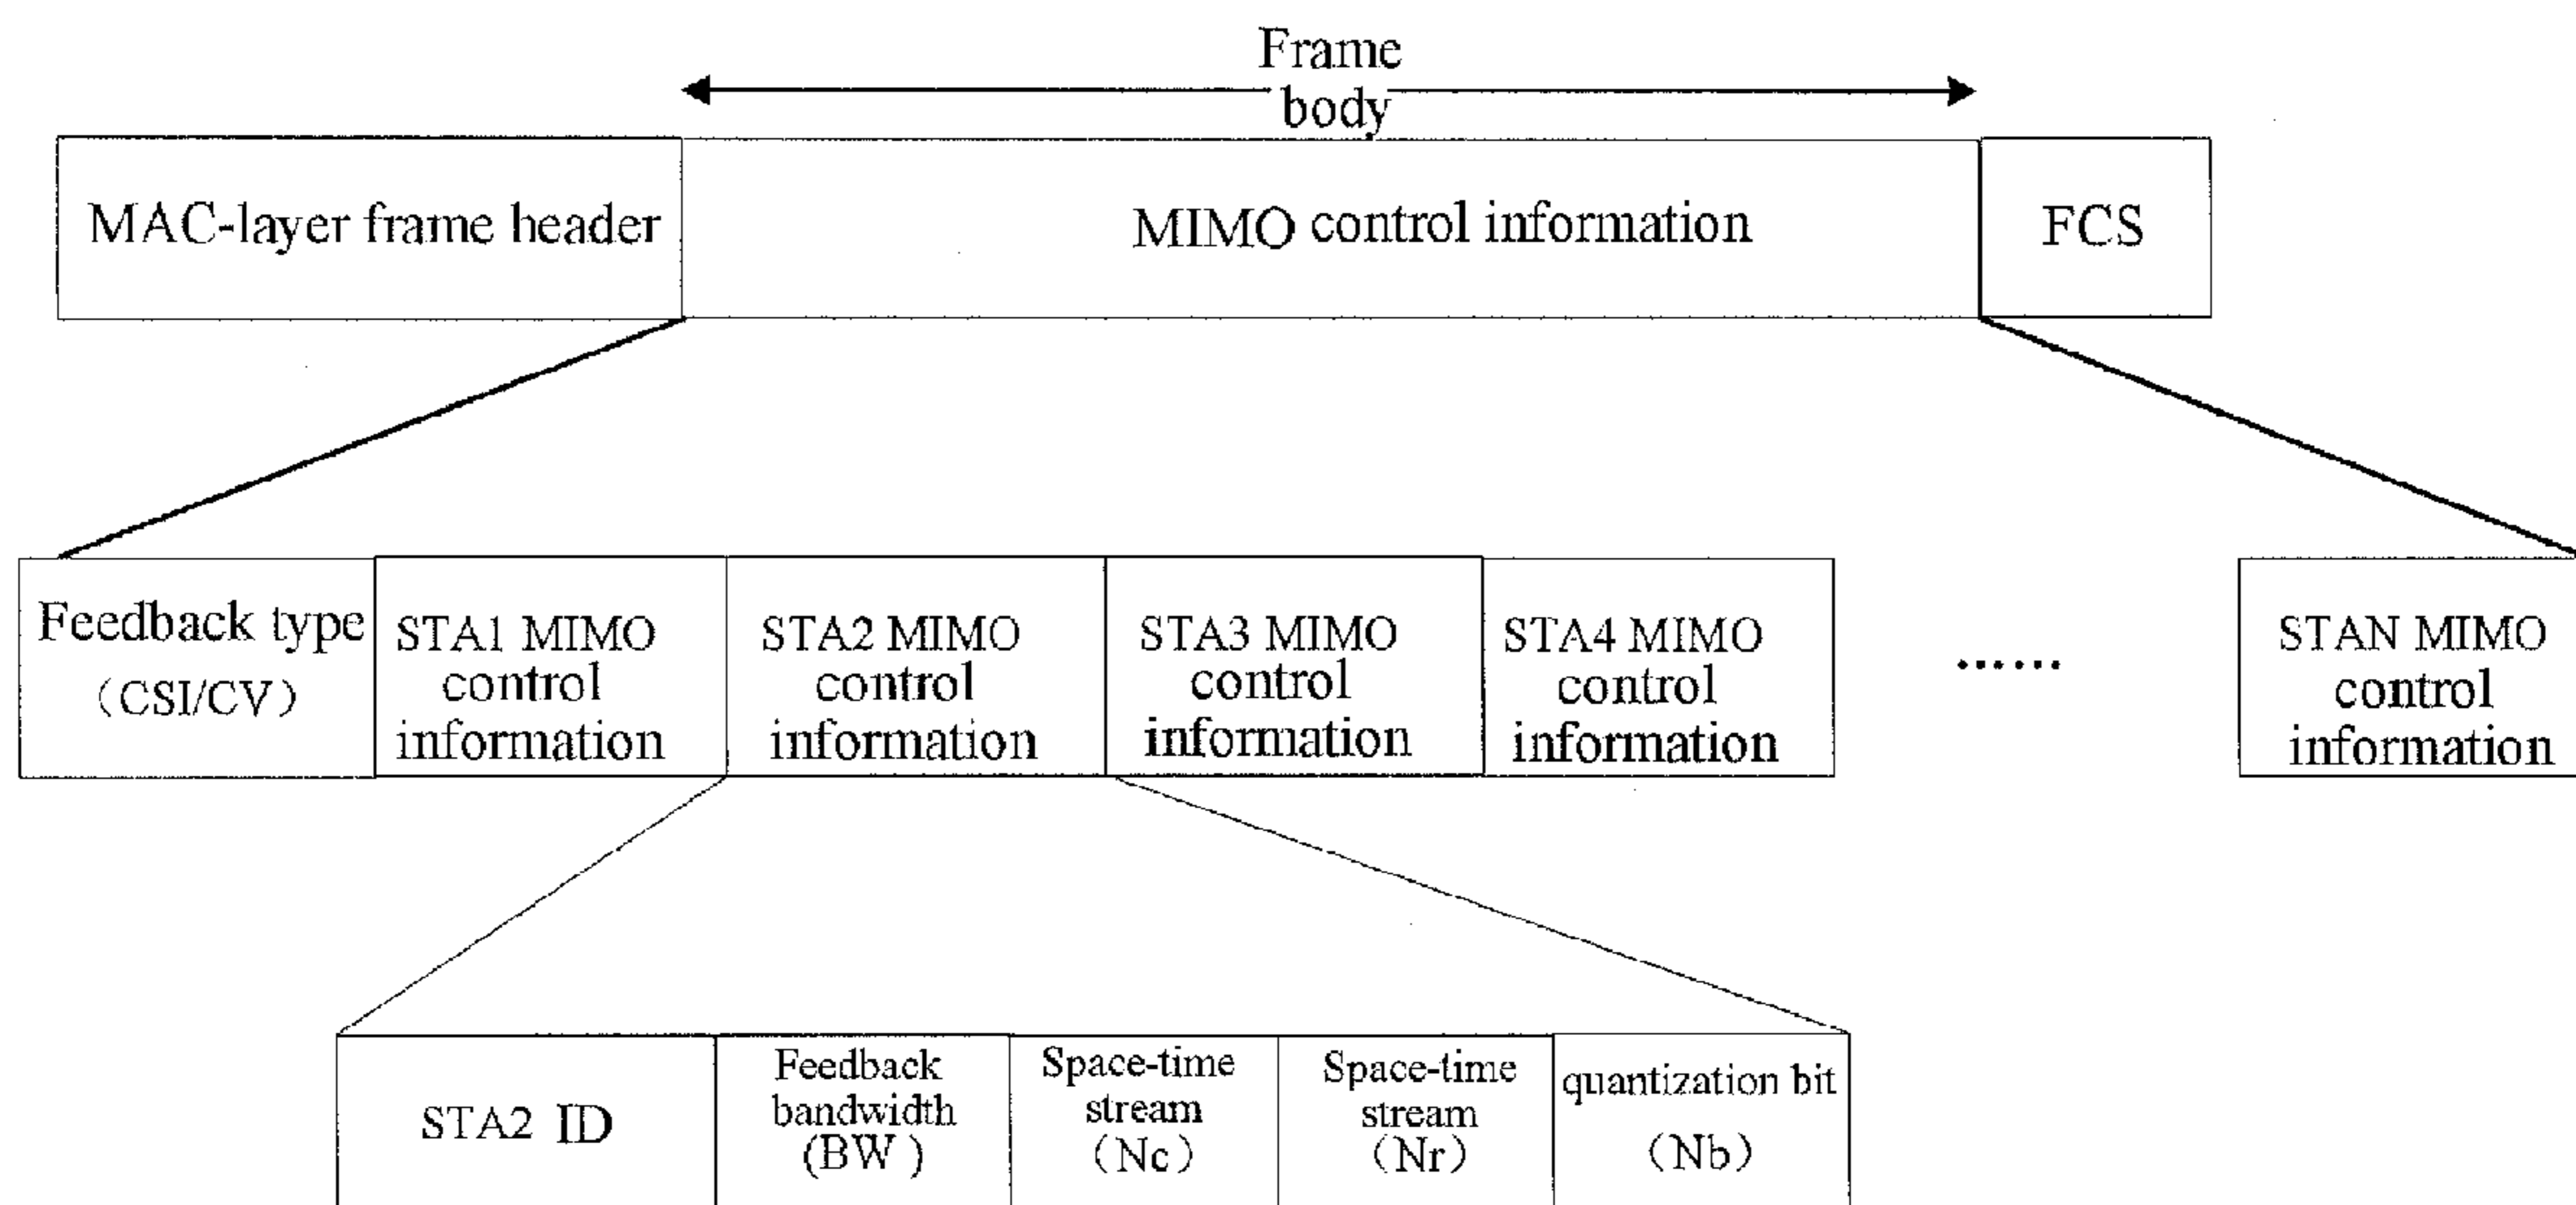 Frame
body
MAC-layer frame header
MIMO control information
FCS
Feedback type
（CSI/CV）
STA1 MIMO
control
information
STA2 MIMO
control
information
STA3 MIMO
control
information
STA4 MIMO
control
information
......
STAN MIMO
control
information
STA2 ID
Feedback
bandwidth
(BW)
Space-time
stream
（Nc）
Space-time
stream
（Nr）
quantization bit
（Nb）